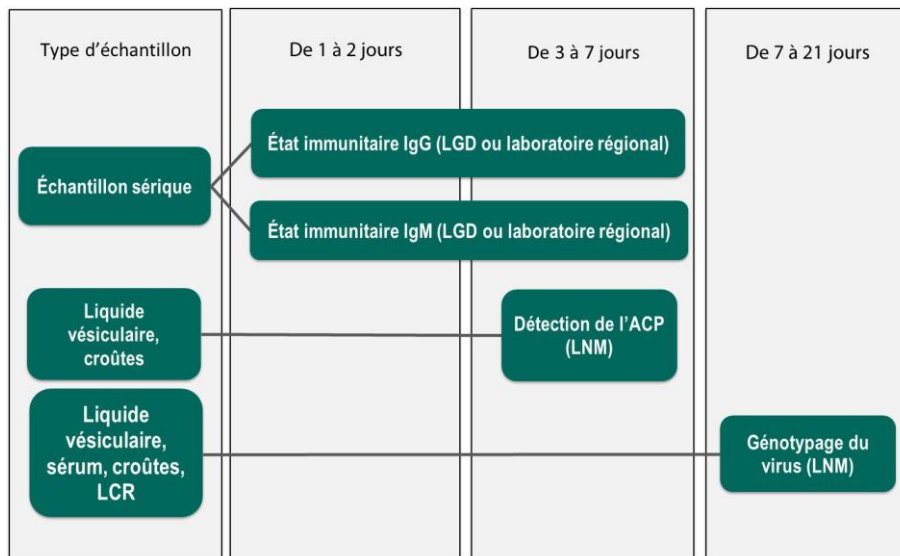 Type d’échantillon
De 1 à 2 jours
De 3 à 7 jours
De 7 à 21 jours
État immunitaire IgG (LGD ou laboratoire régional)
Échantillon sérique
État immunitaire IgM (LGD ou laboratoire régional)
Liquide
vésiculaire,
croûtes
Détection de l’ACP
(LNM)
Liquide
vésiculaire,
sérum, croûtes,
LCR
Génotypage du
virus (LNM)